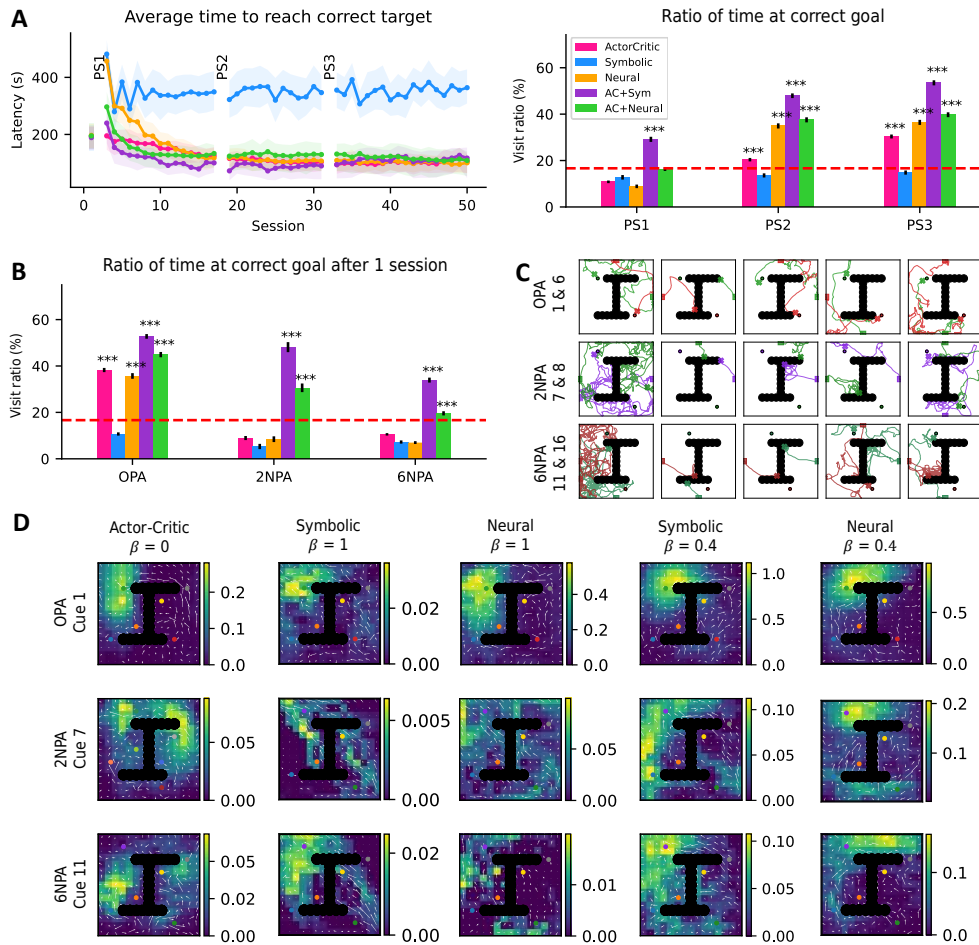 A
Average time to reach correct target
Latency (s)
400
200
PS1
PS2
PS3
0
10
20
30
40
50
Session
Ratio of time at correct goal
Visit ratio (%)
60
40
20
0
ActorCritic
Symbolic
Neural
AC+Sym
AC+Neural
***
***
***
***
***
***
***
***
***
PS1
PS2
PS3
B
Ratio of time at correct goal after 1 session
Visit ratio (%)
60
40
20
0
***
***
***
***
***
***
***
***
OPA
2NPA
6NPA
C
OPA
1 & 6
2NPA
7 & 8
6NPA
11 & 16
D
Actor-Critic
β = 0
Symbolic
β = 1
Neural
β = 1
Symbolic
β = 0.4
Neural
β = 0.4
OPA
Cue 1
0.2
0.1
0.0
0.02
0.00
0.4
0.2
0.0
1.0
0.5
0.0
0.5
0.0
2NPA
Cue 7
0.05
0.00
0.005
0.000
0.05
0.00
0.10
0.05
0.00
0.2
0.1
0.0
6NPA
Cue 11
0.05
0.00
0.02
0.00
0.01
0.00
0.10
0.05
0.00
0.1
0.0